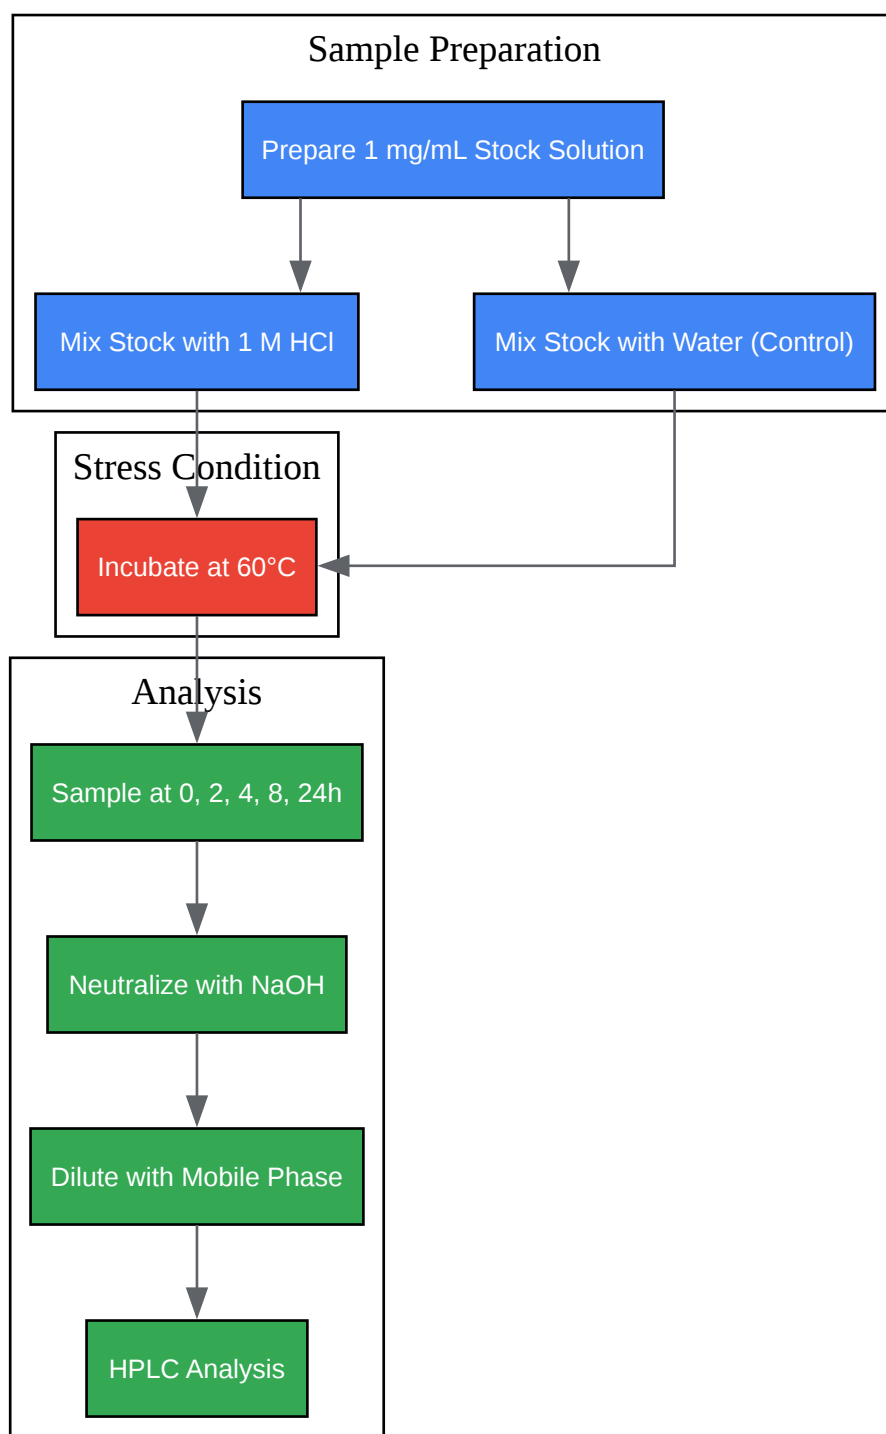 Sample Preparation
Prepare 1 mg/mL Stock Solution
Mix Stock with 1 M HCl
Mix Stock with Water (Control)
Stress Condition
Incubate at 60°C
Analysis
Sample at 0, 2, 4, 8, 24h
Neutralize with NaOH
Dilute with Mobile Phase
HPLC Analysis